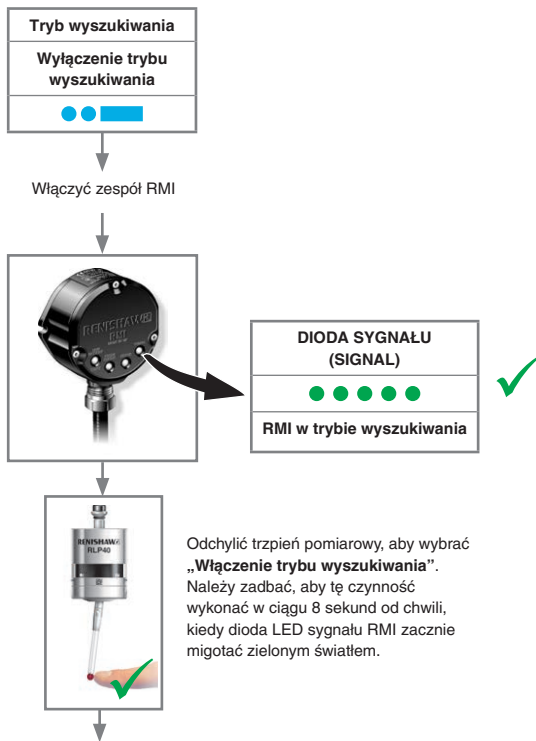 Tryb wyszukiwania
Wyłączenie trybu
wyszukiwania
Włączyć zespół RMI
RENISHAW
RMI
DIODA SYGNAŁU
(SIGNAL)
RMI w trybie wyszukiwania
RENISHAW
RLP40
Odchylić trzpień pomiarowy, aby wybrać
„Włączenie trybu wyszukiwania”.
Należy zadbać, aby tę czynność
wykonać w ciągu 8 sekund od chwili,
kiedy dioda LED sygnału RMI zacznie
migotać zielonym światłem.